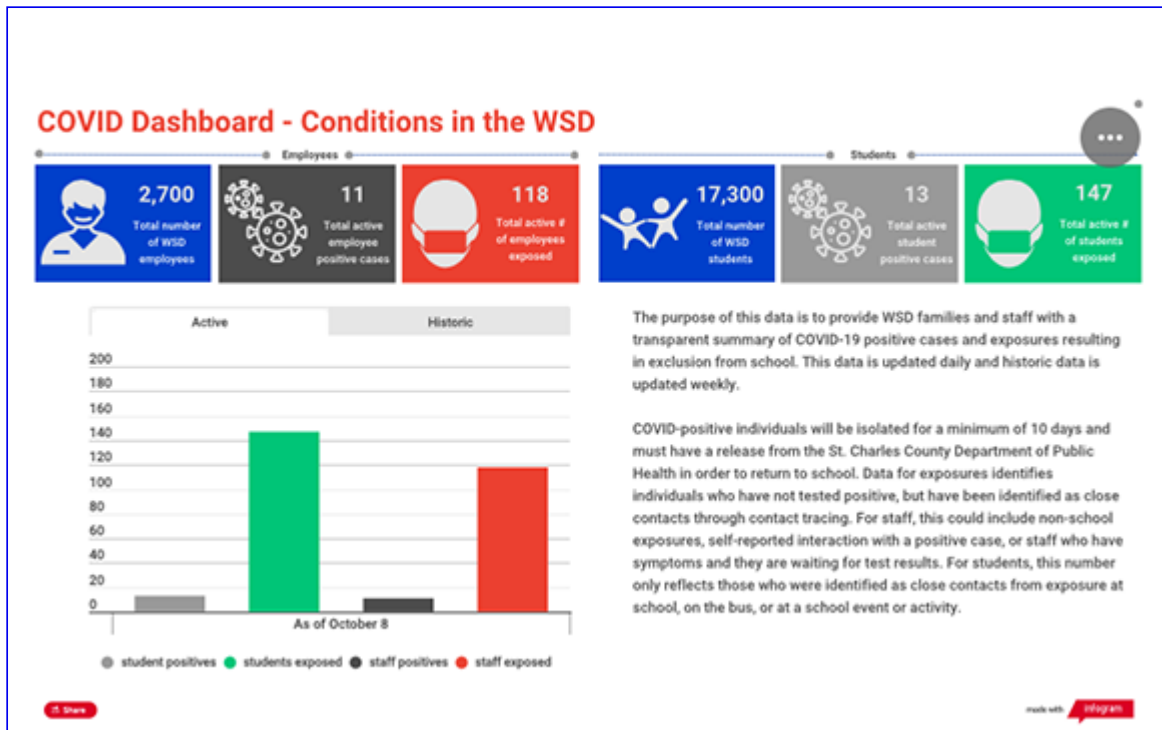 COVID Dashboard - Conditions in the WSD
Employees
Students
2,700
Total number
of WSD
employees
11
Total active
employee
positive cases
118
Total active #
of employees
exposed
17,300
Total number
of WSD
students
13
Total active
student
positive cases
147
Total active #
of students
exposed
Active
Historic
200
180
160
140
120
100
80
60
40
20
0
As of October 8
student positives
students exposed
staff positives
staff exposed
The purpose of this data is to provide WSD families and staff with a
transparent summary of COVID-19 positive cases and exposures resulting
in exclusion from school. This data is updated daily and historic data is
updated weekly.
COVID-positive individuals will be isolated for a minimum of 10 days and
must have a release from the St. Charles County Department of Public
Health in order to return to school. Data for exposures identifies
individuals who have not tested positive, but have been identified as close
contacts through contact tracing. For staff, this could include non-school
exposures, self-reported interaction with a positive case, or staff who have
symptoms and they are waiting for test results. For students, this number
only reflects those who were identified as close contacts from exposure at
school, on the bus, or at a school event or activity.
Share
made with infogram